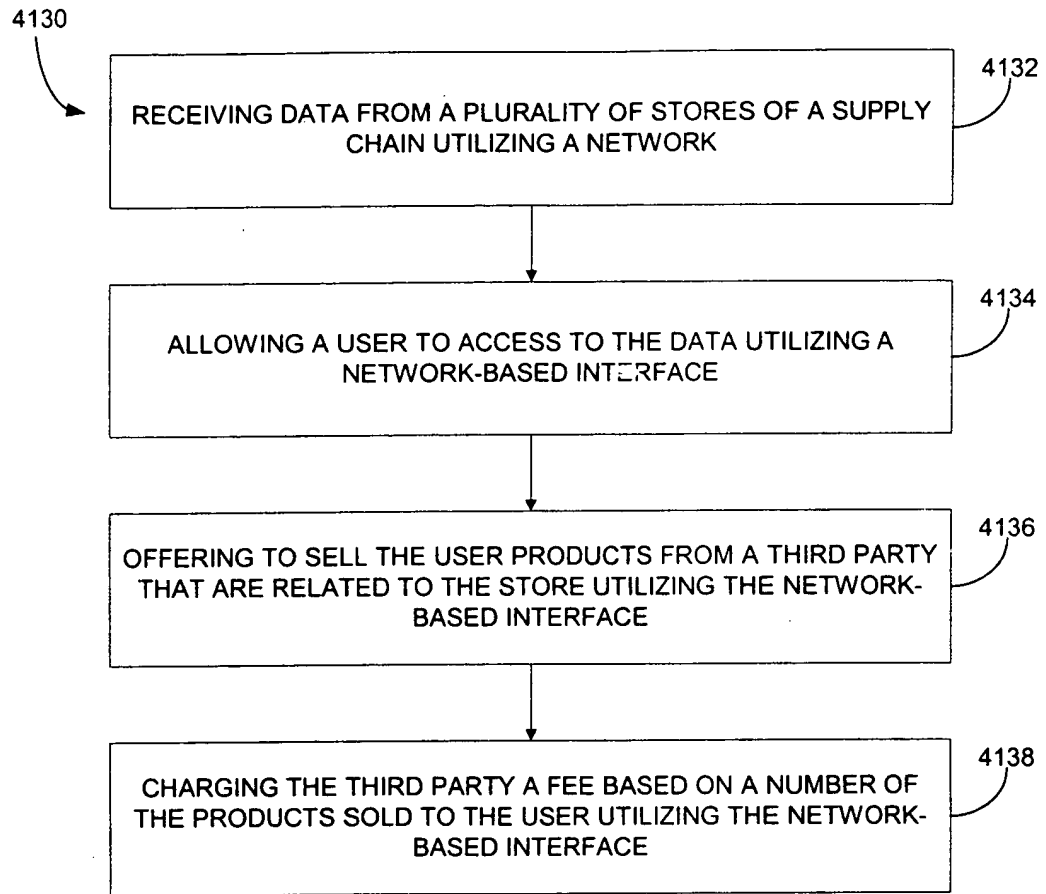 4130
4132
RECEIVING DATA FROM A PLURALITY OF STORES OF A SUPPLY
CHAIN UTILIZING A NETWORK
4134
ALLOWING A USER TO ACCESS TO THE DATA UTILIZING A
NETWORK-BASED INTERFACE
4136
OFFERING TO SELL THE USER PRODUCTS FROM A THIRD PARTY
THAT ARE RELATED TO THE STORE UTILIZING THE NETWORK-
BASED INTERFACE
4138
CHARGING THE THIRD PARTY A FEE BASED ON A NUMBER OF
THE PRODUCTS SOLD TO THE USER UTILIZING THE NETWORK-
BASED INTERFACE